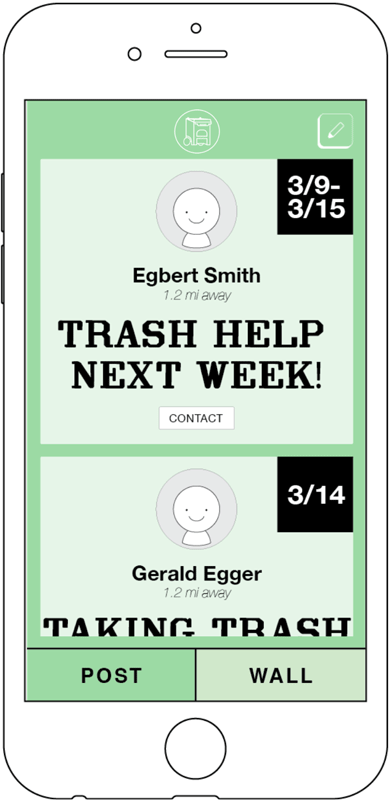 3/9-
3/15
Egbert Smith
1.2 mi away
TRASH HELP
NEXT WEEK!
CONTACT
3/14
Gerald Egger
1.2 mi away
TAKING TRASH
POST
WALL